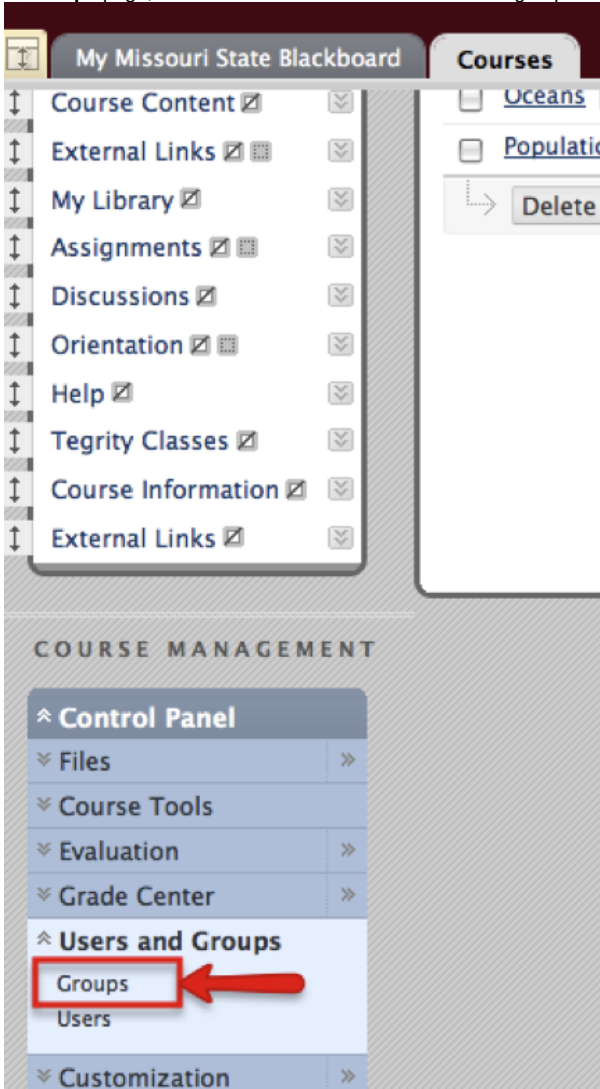 My Missouri State Blackboard
Courses
Course Content
External Links
My Library
Assignments
Discussions
Orientation
Help
Tegrity Classes
Course Information
External Links
Oceans
Delete
COURSE MANAGEMENT
Control Panel
Files
Course Tools
Evaluation
Grade Center
Users and Groups
Groups
Users
Customization